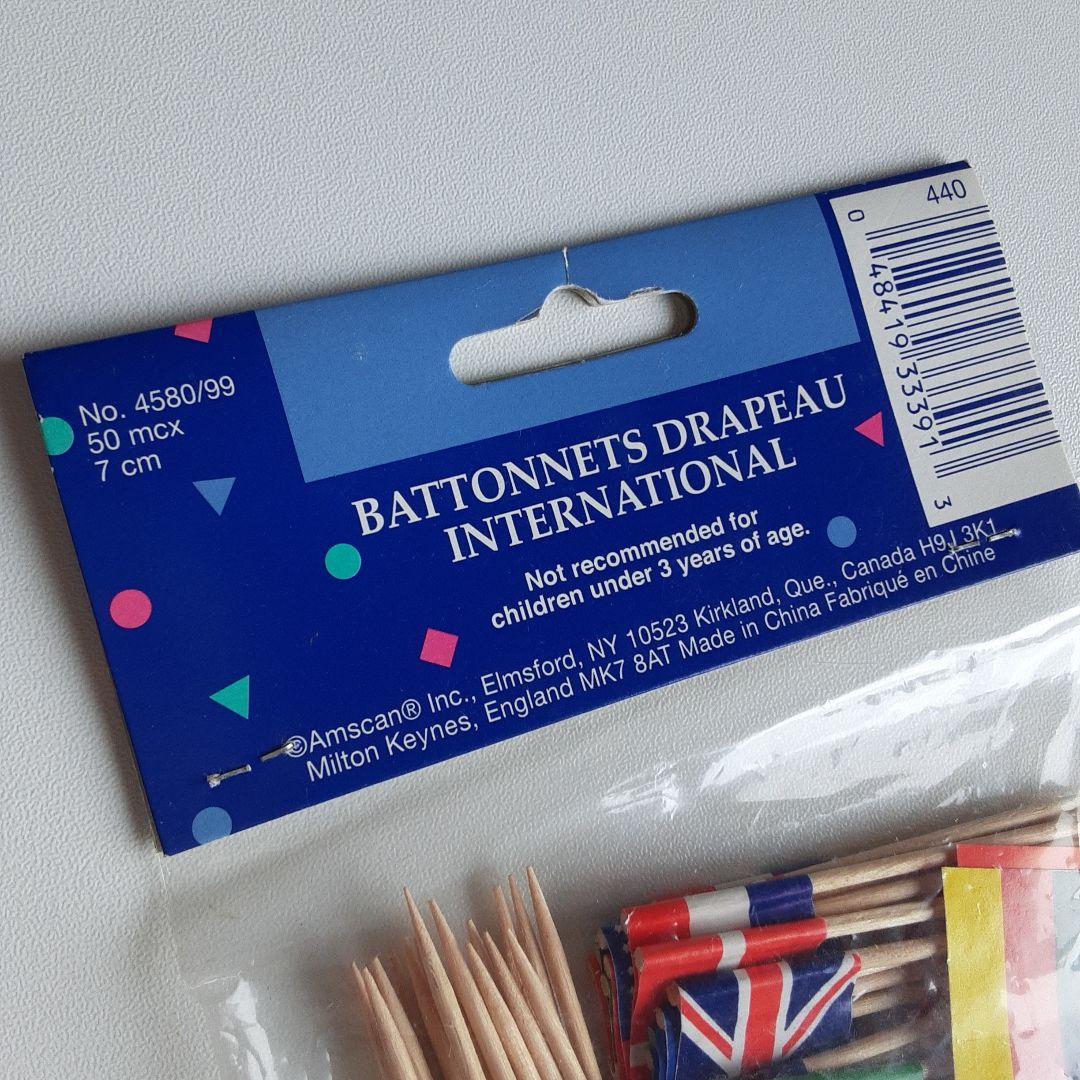 No. 4580/99
50 mcx
7 cm
BATTONNETS DRAPEAU
INTERNATIONAL
Not recommended for
children under 3 years of age.
©Amscan® Inc., Elmsford, NY 10523 Kirkland, Que., Canada H9J 3K1
Milton Keynes, England MK7 8AT Made in China Fabriqué en Chine
440
0 48419 33391 3